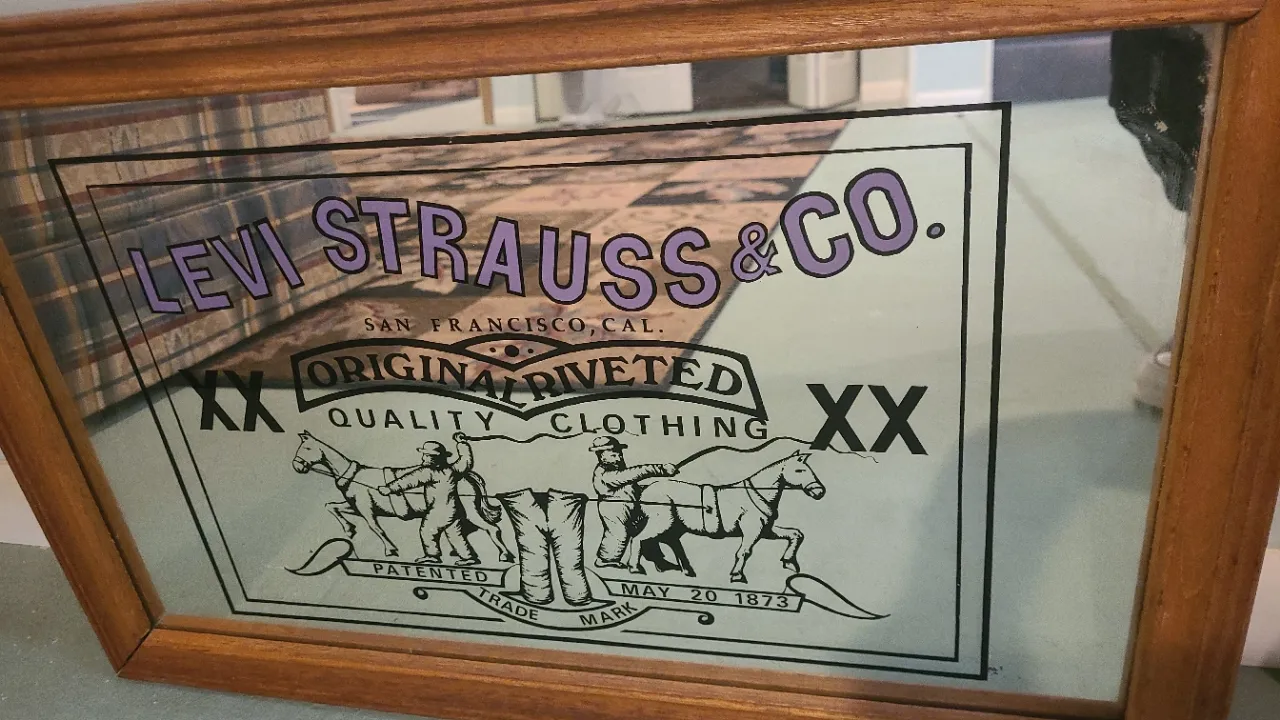 LEVI STRAUSS & CO.
SAN FRANCISCO, CAL.
ORIGINAL RIVETED
XX XX
QUALITY CLOTHING
PATENTED MAY 20 1873
TRADE MARK